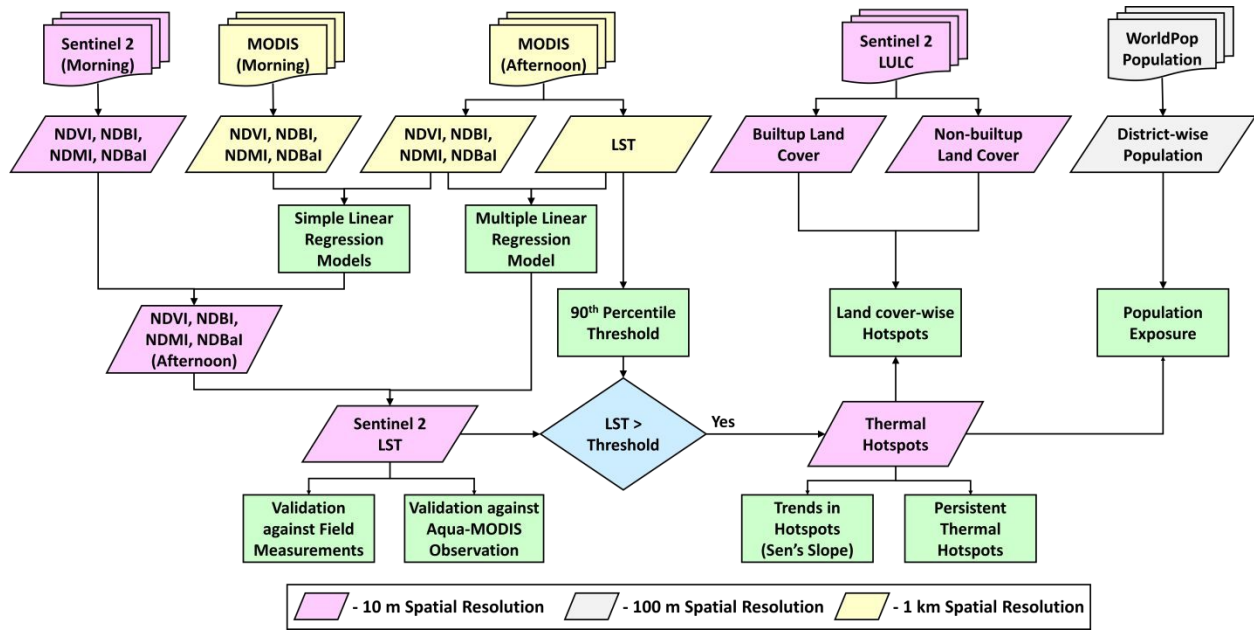 Sentinel 2
(Morning)
MODIS
(Morning)
MODIS
(Afternoon)
Sentinel 2
LULC
WorldPop
Population
NDVI, NDBI,
NDMI, NDBaI
NDVI, NDBI,
NDMI, NDBaI
NDVI, NDBI,
NDMI, NDBaI
LST
Builtup Land
Cover
Non-builtup
Land Cover
District-wise
Population
Simple Linear
Regression
Models
Multiple Linear
Regression
Model
NDVI, NDBI,
NDMI, NDBaI
(Afternoon)
90th Percentile
Threshold
Land cover-wise
Hotspots
Population
Exposure
Sentinel 2
LST
LST >
Threshold
Yes
Thermal
Hotspots
Validation
against Field
Measurements
Validation against
Aqua-MODIS
Observation
Trends in
Hotspots
(Sen's Slope)
Persistent
Thermal
Hotspots
- 10 m Spatial Resolution
- 100 m Spatial Resolution
- 1 km Spatial Resolution